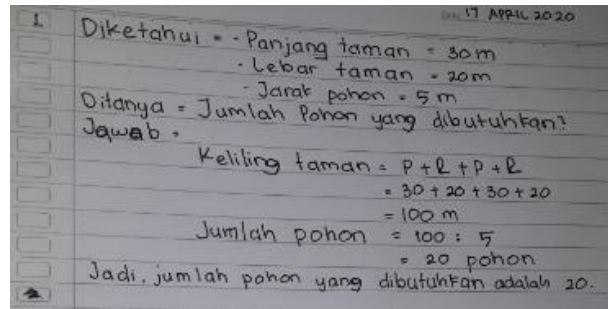 17 APRIL 2020
1 Diketahui = - Panjang taman = 30 m
- Lebar taman = 20 m
- Jarak pohon = 5 m
Ditanya = Jumlah Pohon yang dibutuhkan?
Jawab =
Keliling taman = P + l + P + l
= 30 + 20 + 30 + 20
= 100 m
Jumlah pohon = 100 : 5
= 20 pohon
Jadi, jumlah pohon yang dibutuhkan adalah 20.
2